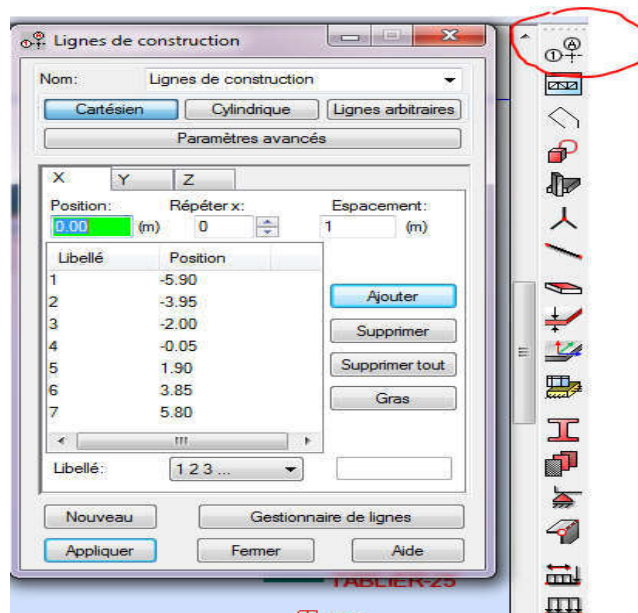 Lignes de construction
Nom: Lignes de construction
Cartésien Cylindrique Lignes arbitraires
Paramètres avancés
X Y Z
Position: Répéter x: Espacement:
0.00 (m) 0 1 (m)
Libellé Position
1 -5.90
2 -3.95
3 -2.00
4 -0.05
5 1.90
6 3.85
7 5.80
Ajouter
Supprimer
Supprimer tout
Gras
Libellé: 1 2 3 ...
Nouveau Gestionnaire de lignes
Appliquer Fermer Aide
TABLIER-25